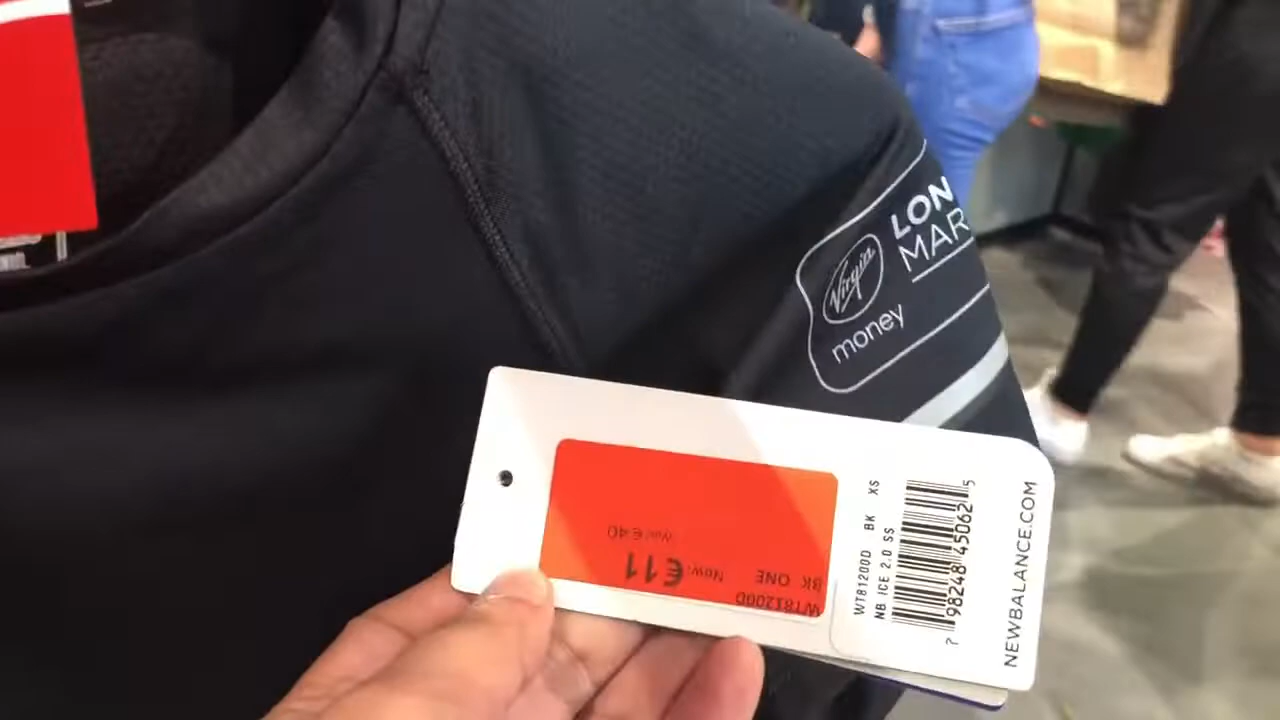 LON
MAR
Virgin
money
WT81200D
BK ONE
Now: €11
Was: €40
WT81200D BK XS
NB ICE 2.0 SS
7 98248 45062 5
NEWBALANCE.COM